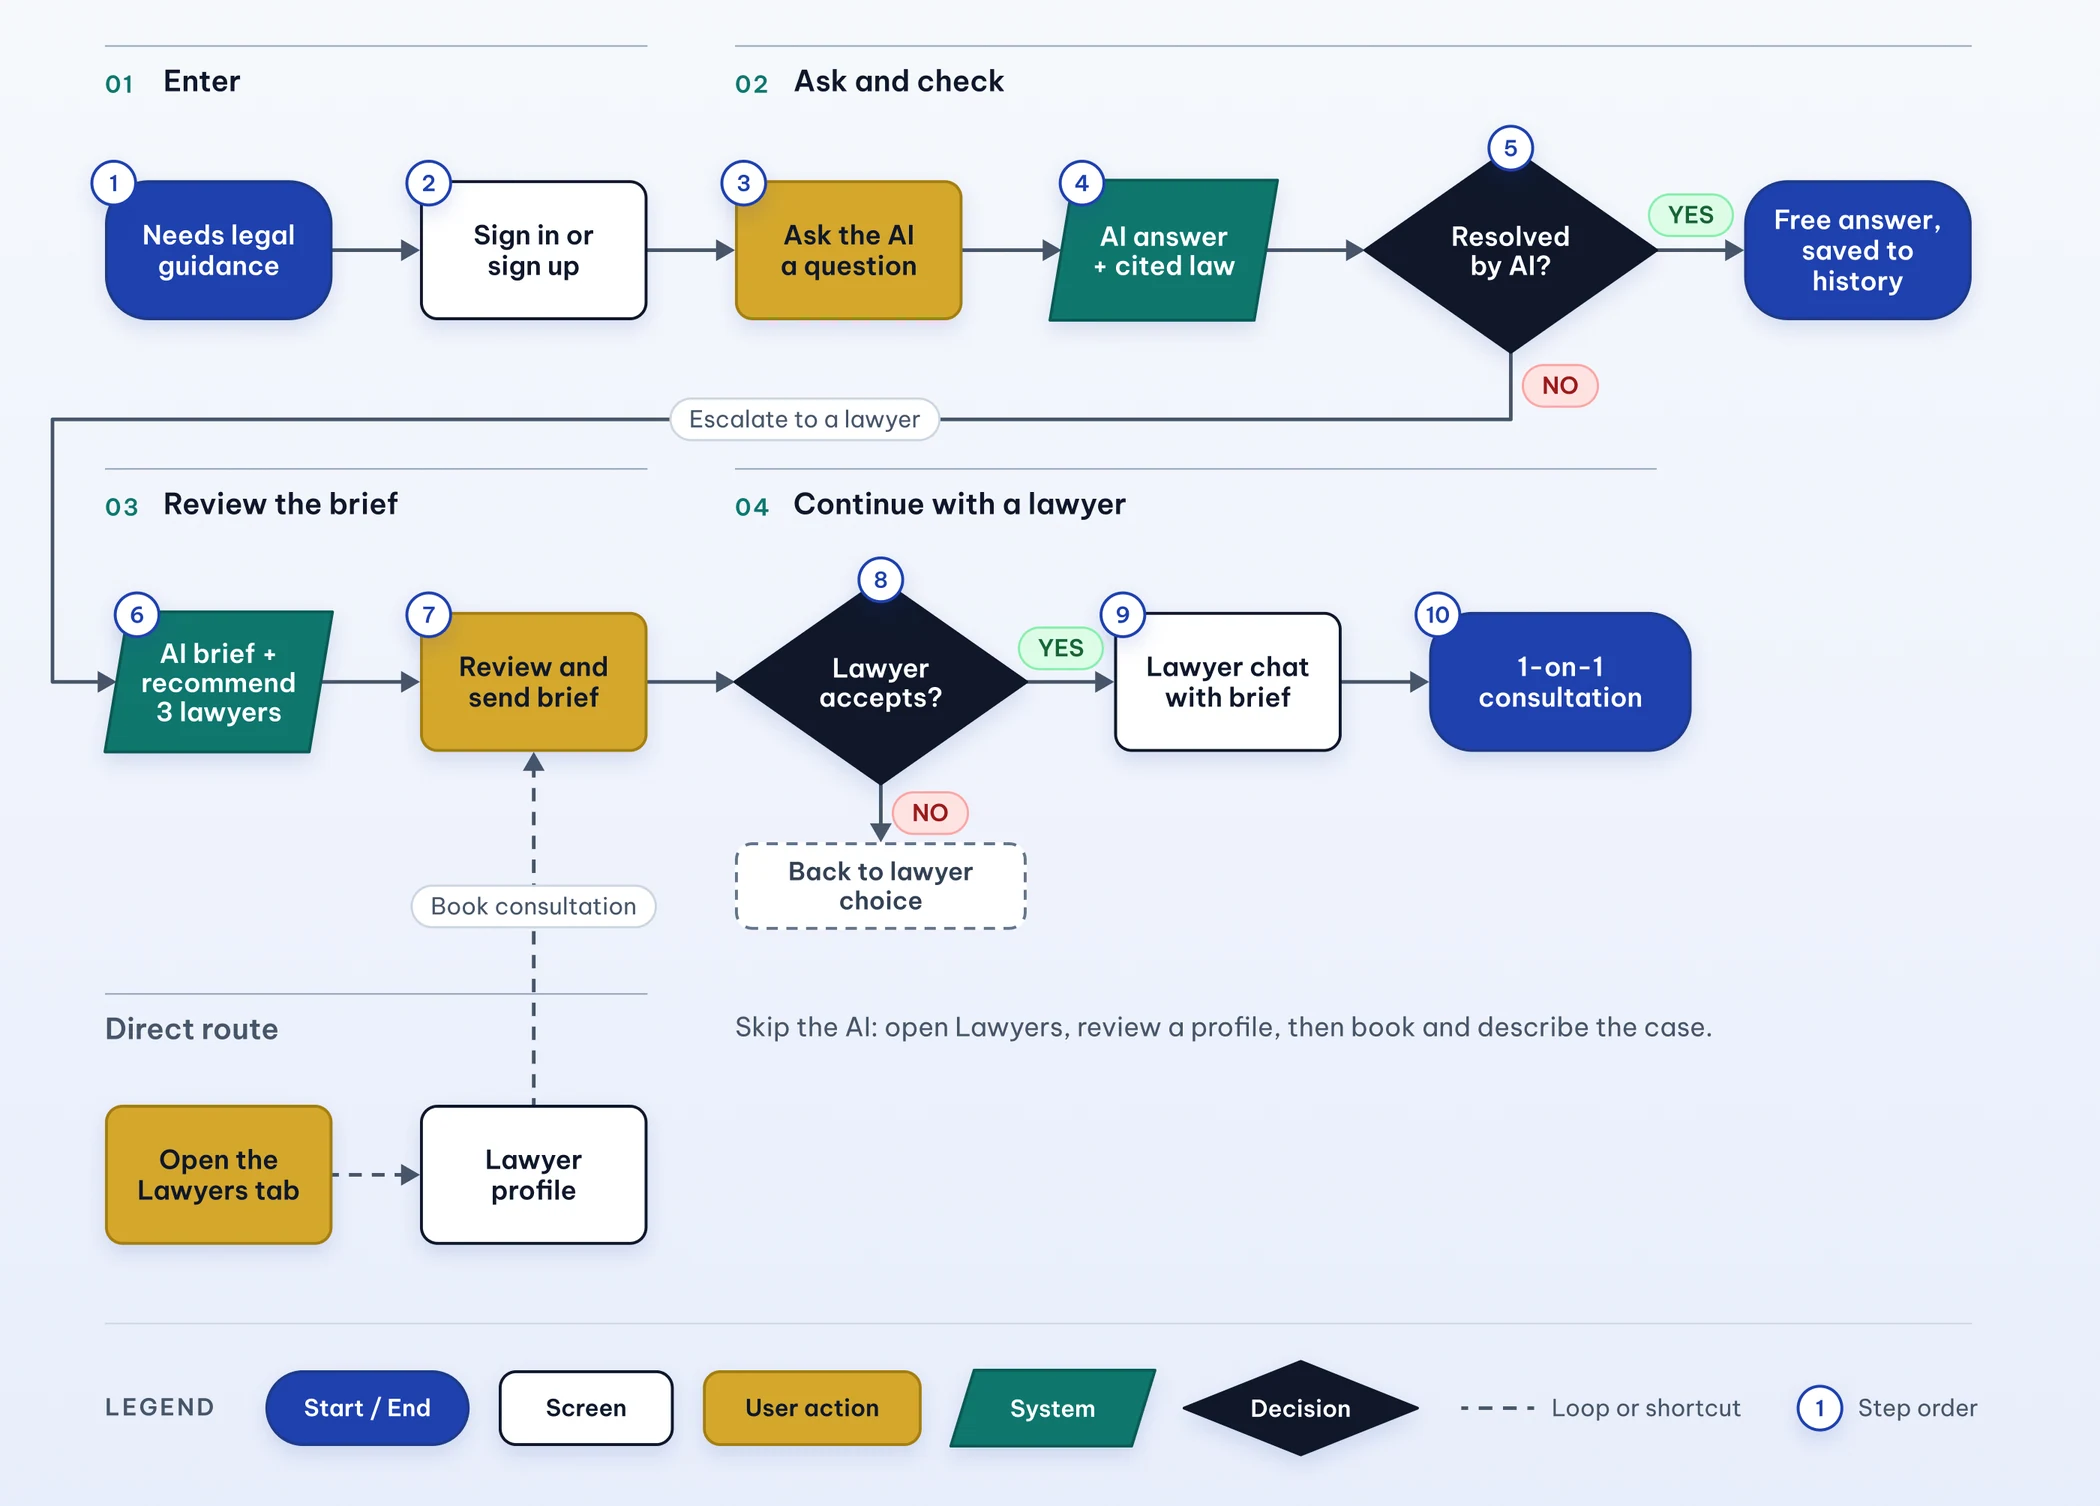 01 Enter
02 Ask and check
1
Needs legal
guidance
2
Sign in or
sign up
3
Ask the AI
a question
4
AI answer
+ cited law
5
Resolved
by AI?
YES
Free answer,
saved to
history
NO
Escalate to a lawyer
03 Review the brief
04 Continue with a lawyer
6
AI brief +
recommend
3 lawyers
7
Review and
send brief
8
Lawyer
accepts?
YES
9
Lawyer chat
with brief
10
1-on-1
consultation
NO
Back to lawyer
choice
Book consultation
Direct route
Skip the AI: open Lawyers, review a profile, then book and describe the case.
Open the
Lawyers tab
Lawyer
profile
LEGEND
Start / End
Screen
User action
System
Decision
Loop or shortcut
1
Step order